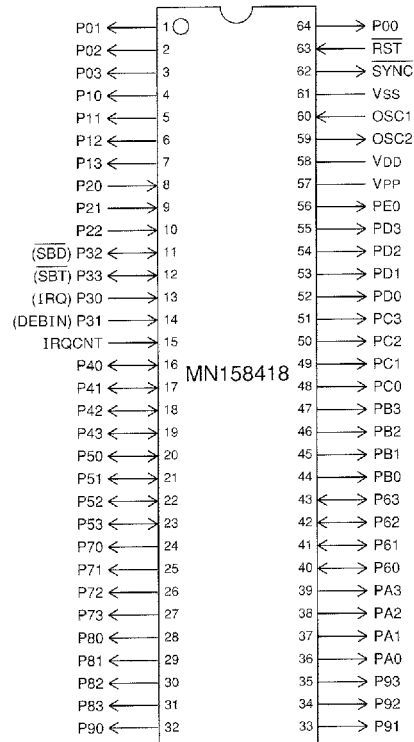 P01 1 64 P00
P02 2 63 RST
P03 3 62 SYNC
P10 4 61 VSS
P11 5 60 OSC1
P12 6 59 OSC2
P13 7 58 VDD
P20 8 57 VPP
P21 9 56 PE0
P22 10 55 PD3
(SBD) P32 11 54 PD2
(SBT) P33 12 53 PD1
(IRQ) P30 13 52 PD0
(DEBIN) P31 14 51 PC3
IRQCNT 15 50 PC2
P40 16 49 PC1
MN158418
P41 17 48 PC0
P42 18 47 PB3
P43 19 46 PB2
P50 20 45 PB1
P51 21 44 PB0
P52 22 43 P63
P53 23 42 P62
P70 24 41 P61
P71 25 40 P60
P72 26 39 PA3
P73 27 38 PA2
P80 28 37 PA1
P81 29 36 PA0
P82 30 35 P93
P83 31 34 P92
P90 32 33 P91